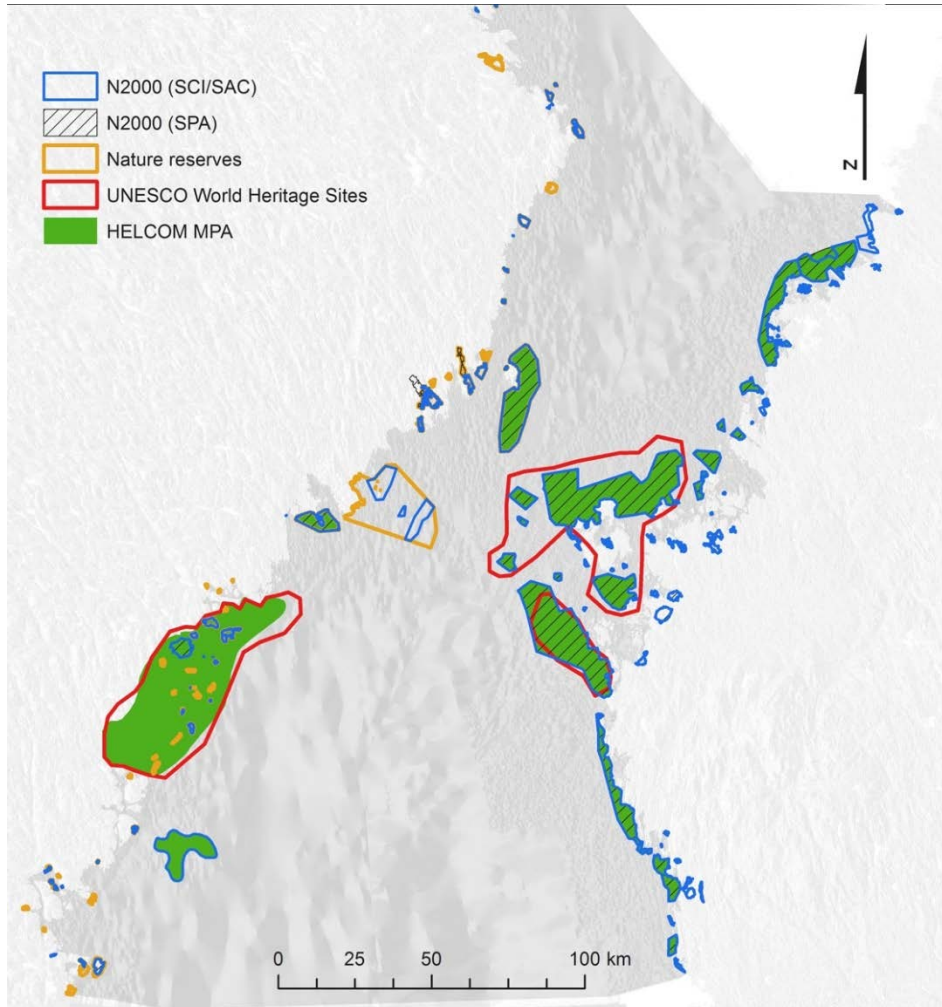 N2000 (SCI/SAC)
N2000 (SPA)
Nature reserves
UNESCO World Heritage Sites
HELCOM MPA
N
0 25 50 100 km